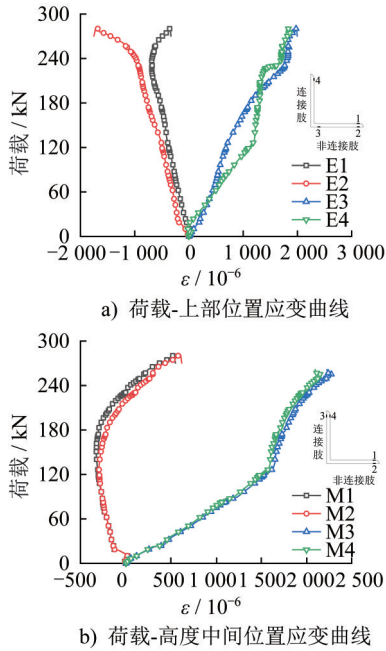 300
240
180
120
60
0
荷载 / kN
4
连接肢
3
1
2
非连接肢
E1
E2
E3
E4
-2 000 -1 000 0 1 000 2 000 3 000
ε / 10⁻⁶
a) 荷载-上部位置应变曲线
300
240
180
120
60
0
荷载 / kN
3 4
连接肢
1
2
非连接肢
M1
M2
M3
M4
-500 0 500 1 000 1 500 2 000 2 500
ε / 10⁻⁶
b) 荷载-高度中间位置应变曲线